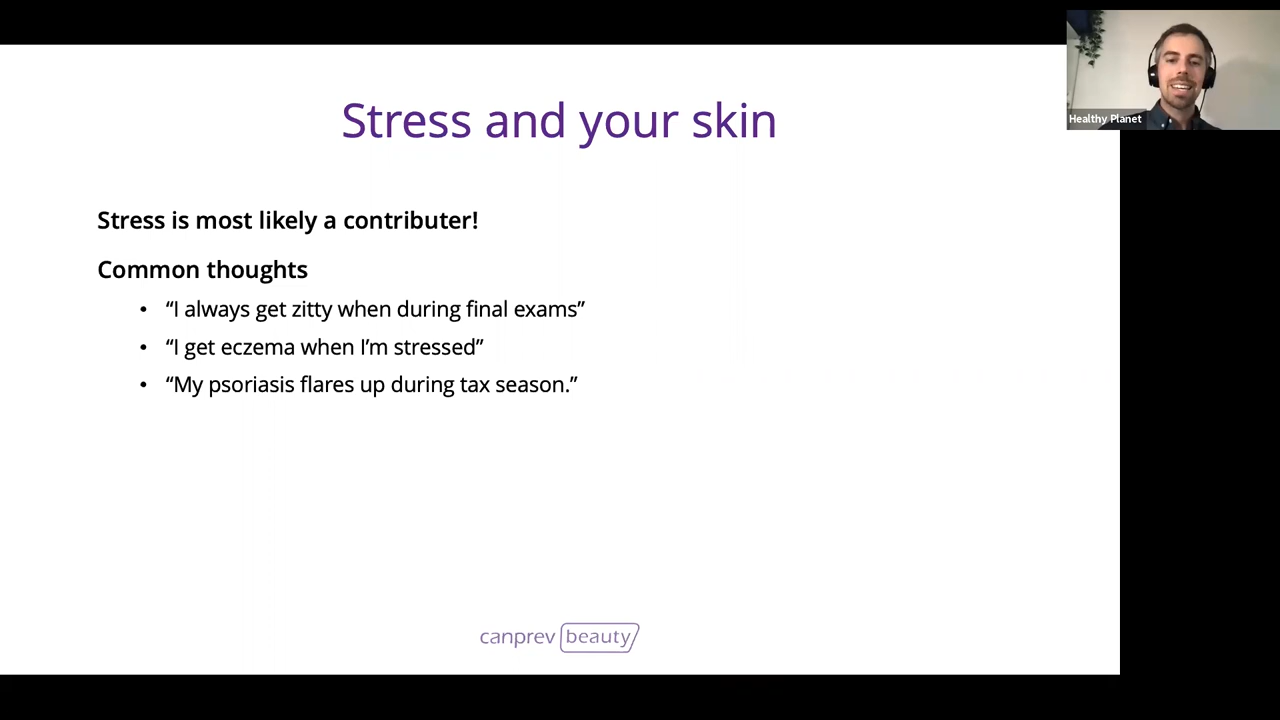 Stress and your skin
Healthy Planet
Stress is most likely a contributer!
Common thoughts
• “I always get zitty when during final exams”
• “I get eczema when I’m stressed”
• “My psoriasis flares up during tax season.”
canprev beauty